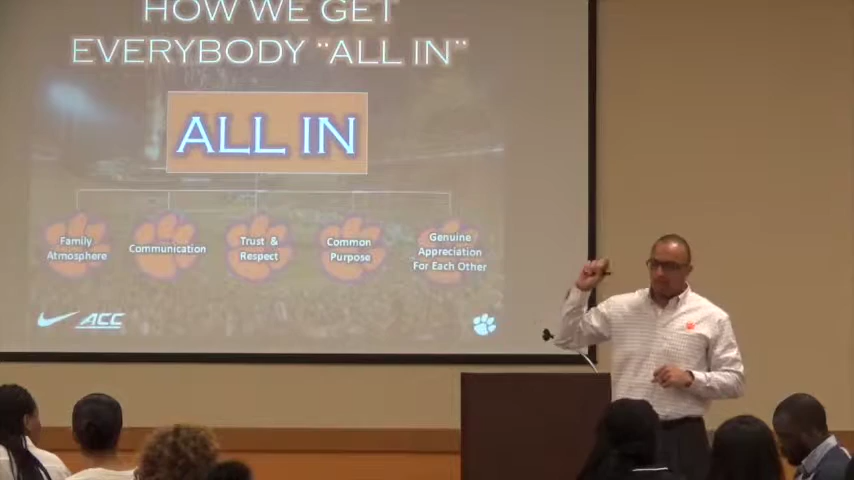 HOW WE GET
EVERYBODY "ALL IN"
ALL IN
Family
Atmosphere
Communication
Trust &
Respect
Common
Purpose
Genuine
Appreciation
For Each Other
ACC